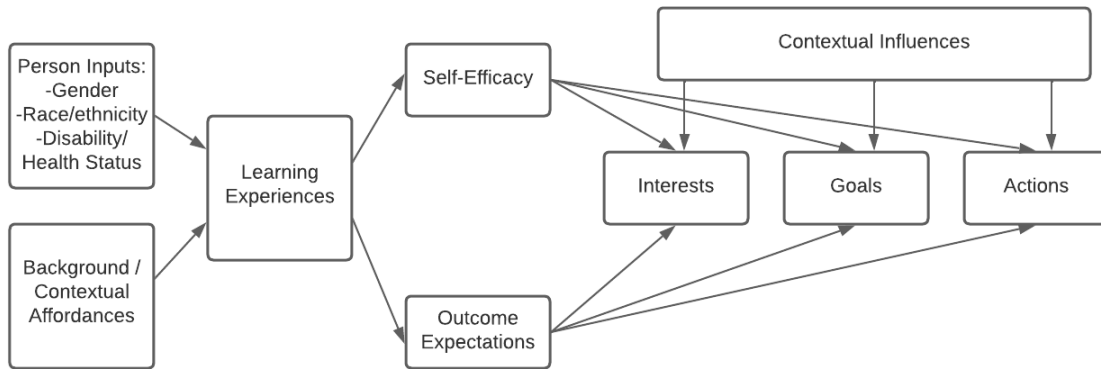 Person Inputs:
-Gender
-Race/ethnicity
-Disability/
Health Status
Background /
Contextual
Affordances
Learning
Experiences
Self-Efficacy
Outcome
Expectations
Contextual Influences
Interests
Goals
Actions